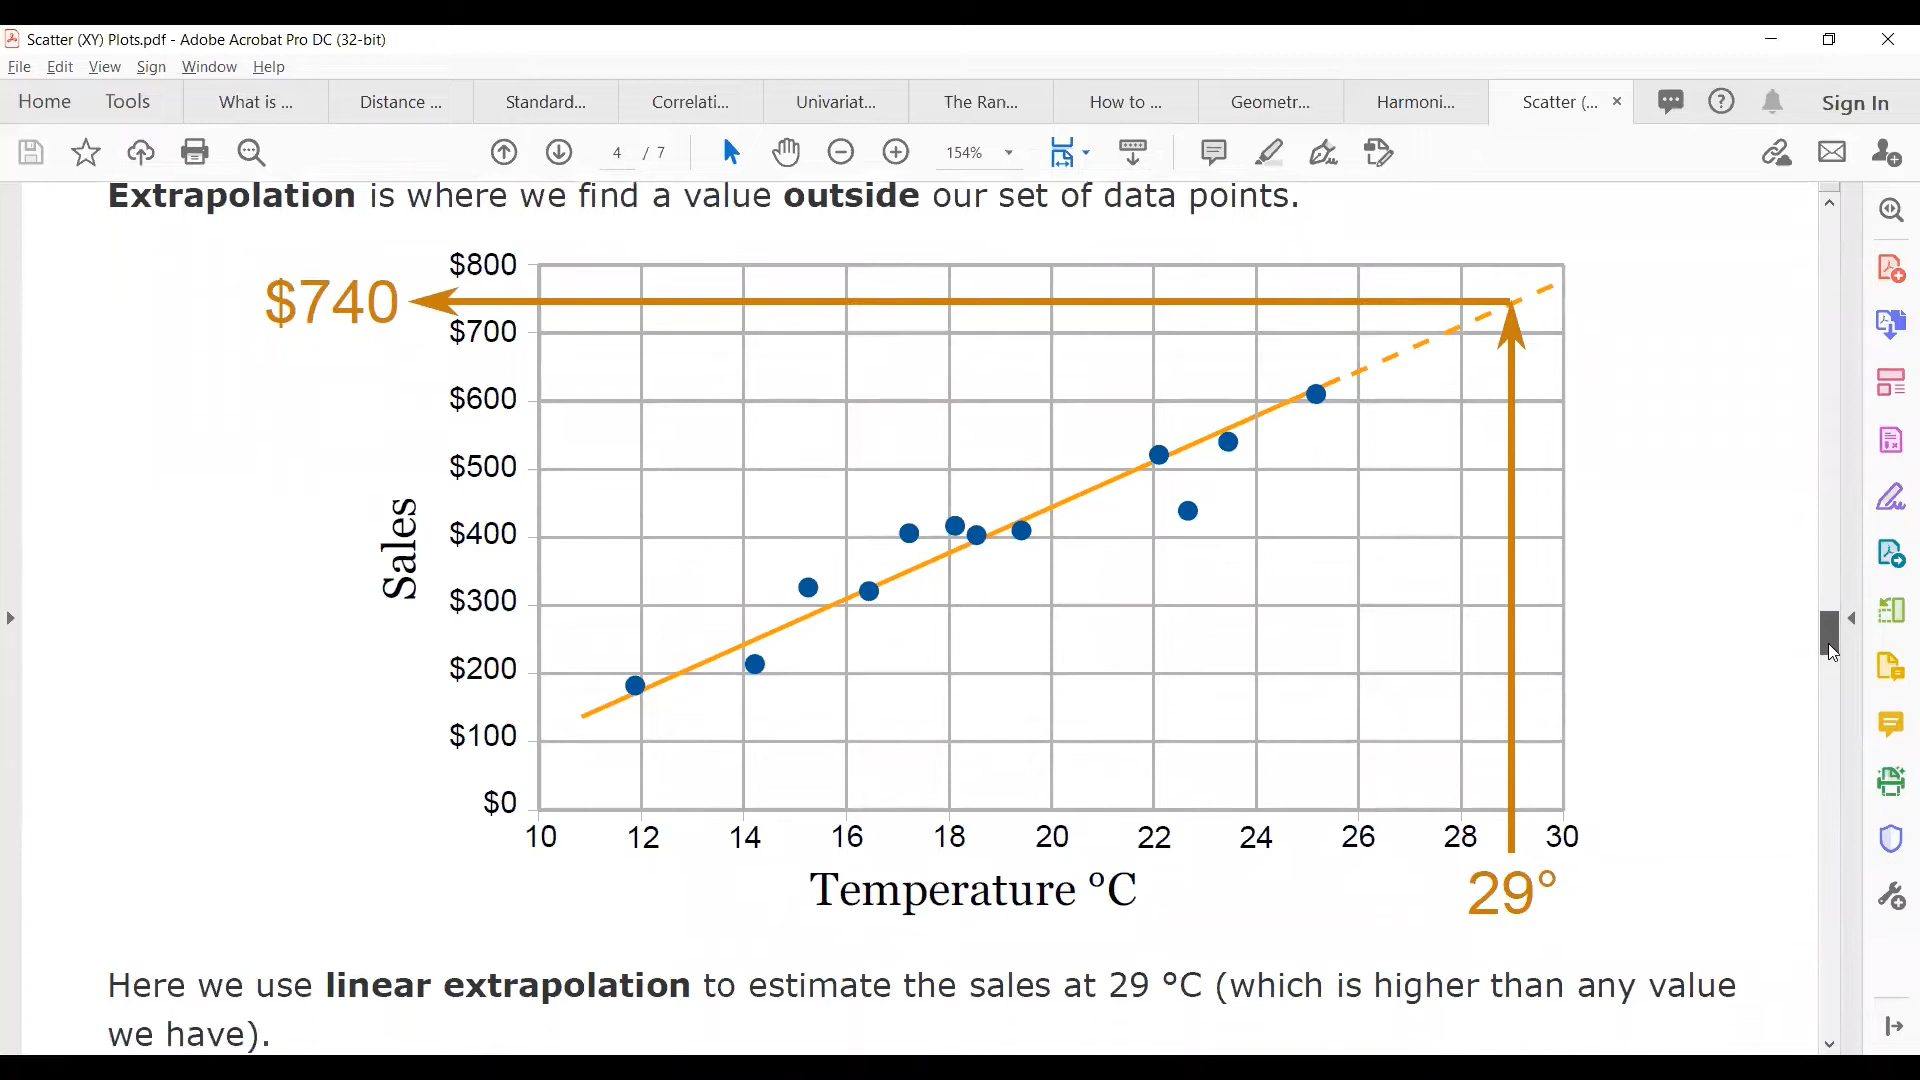 Scatter (XY) Plots.pdf - Adobe Acrobat Pro DC (32-bit)
File Edit View Sign Window Help
Home Tools What is ... Distance ... Standard... Correlati... Univariat... The Ran... How to ... Geometr... Harmoni... Scatter (... × Sign In
4 / 7 154%
Extrapolation is where we find a value outside our set of data points.
$800
$740
$700
$600
$500
$400
$300
$200
$100
$0
Sales
10 12 14 16 18 20 22 24 26 28 30
Temperature ºC
29°
Here we use linear extrapolation to estimate the sales at 29 °C (which is higher than any value
we have).